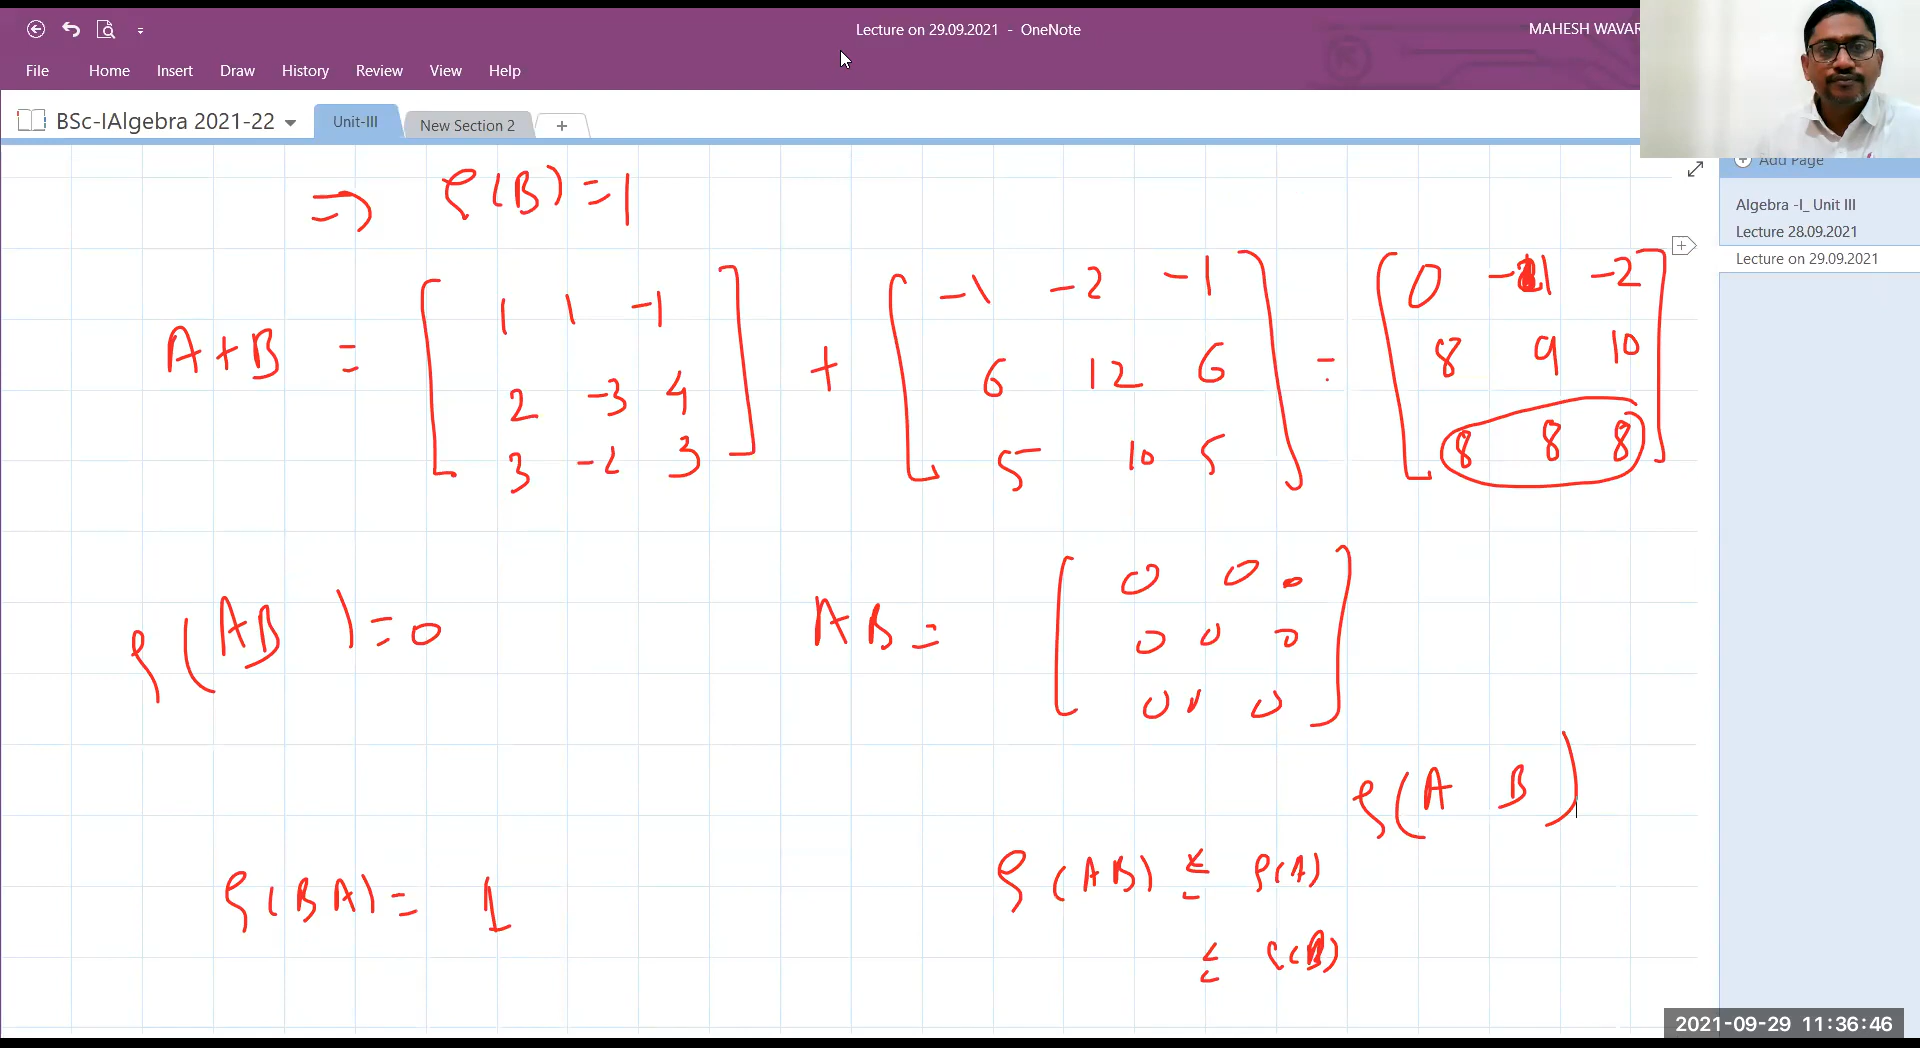 Lecture on 29.09.2021 - OneNote
MAHESH WAVAR
File Home Insert Draw History Review View Help
BSc-IAlgebra 2021-22 Unit-III New Section 2 +
Add Page
Algebra -I_ Unit III
Lecture 28.09.2021
Lecture on 29.09.2021
⇒ ρ(B) = 1
A+B = [ 1 1 -1 ] + [ -1 -2 -1 ] = [ 0 -1 -2 ]
[ 2 -3 4 ] [ 6 12 6 ] [ 8 9 10 ]
[ 3 -2 3 ] [ 5 10 5 ] [ 8 8 8 ]
ρ(AB) = 0
AB = [ 0 0 0 ]
[ 0 0 0 ]
[ 0 0 0 ]
ρ(A B)
ρ(BA) = 1
ρ(AB) ≤ ρ(A)
≤ ρ(B)
2021-09-29 11:36:46